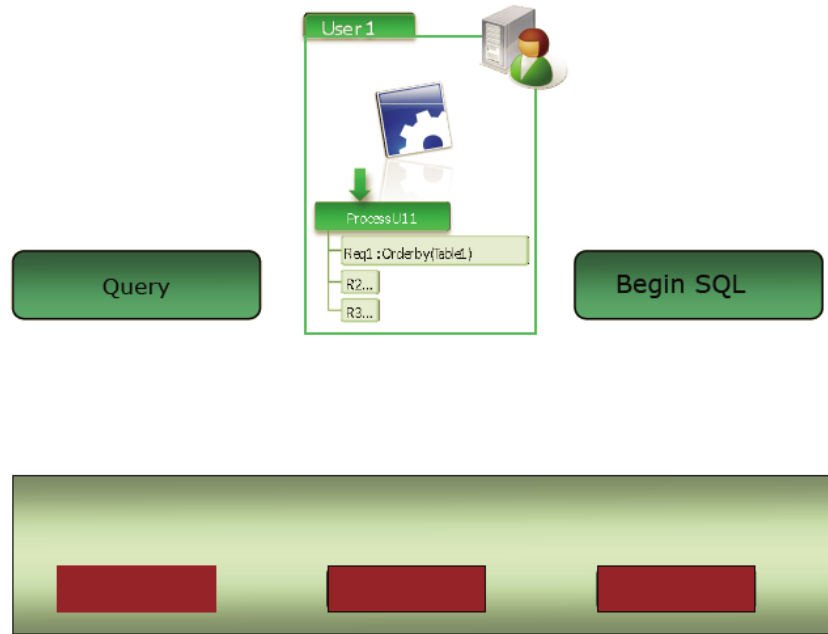 User 1
ProcessU11
Req1:Orderby(Table1)
R2...
R3...
Query
Begin SQL